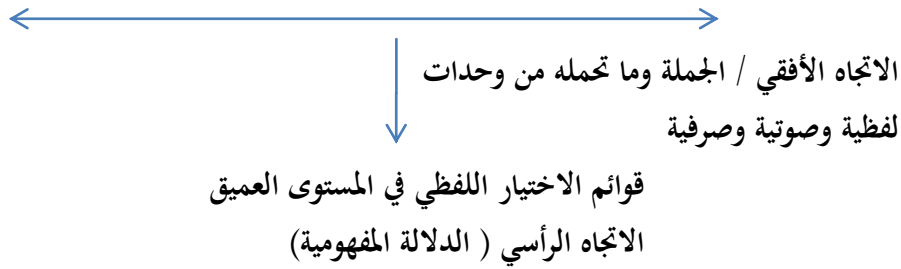 الاتجاه الأفقي / الجملة وما تحمله من وحدات
لفظية وصوتية وصرفية
قوائم الاختيار اللفظي في المستوى العميق
الاتجاه الرأسي ( الدلالة المفهومية)